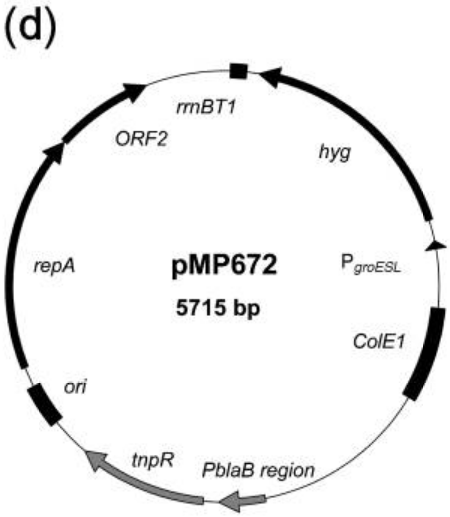 (d)
rrnBT1
ORF2
hyg
repA
pMP672
5715 bp
PgroESL
ColE1
ori
tnpR
PblaB region